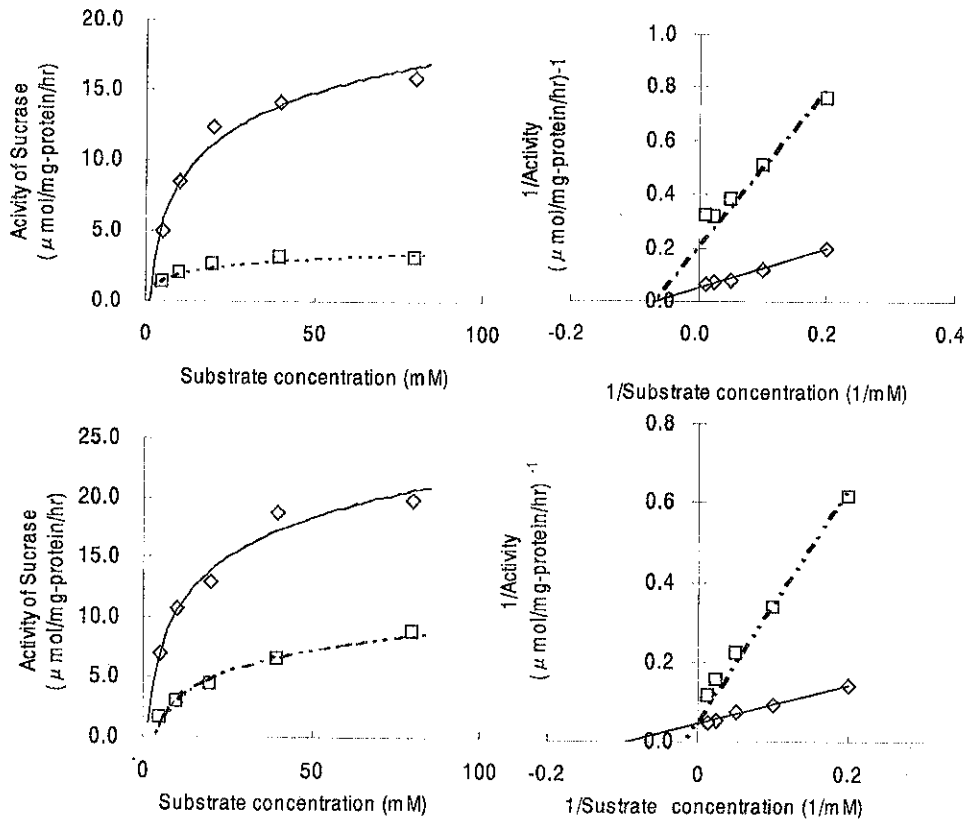 20.0
15.0
10.0
5.0
0.0
Acivity of Sucrase
(μ mol/mg-protein/hr)
0
50
100
Substrate concentration (mM)
1.0
0.8
0.6
0.4
0.2
0.0
1/Activity
(μ mol/mg-protein/hr)-1
-0.2
0.0
0.2
0.4
1/Substrate concentration (1/mM)
25.0
20.0
15.0
10.0
5.0
0.0
Activity of Sucrase
(μ mol/mg-protein/hr)
0
50
100
Substrate concentration (mM)
0.8
0.6
0.4
0.2
0.0
1/Activity
(μ mol/mg-protein/hr) -1
-0.2
0
0.2
1/Sustrate concentration (1/mM)